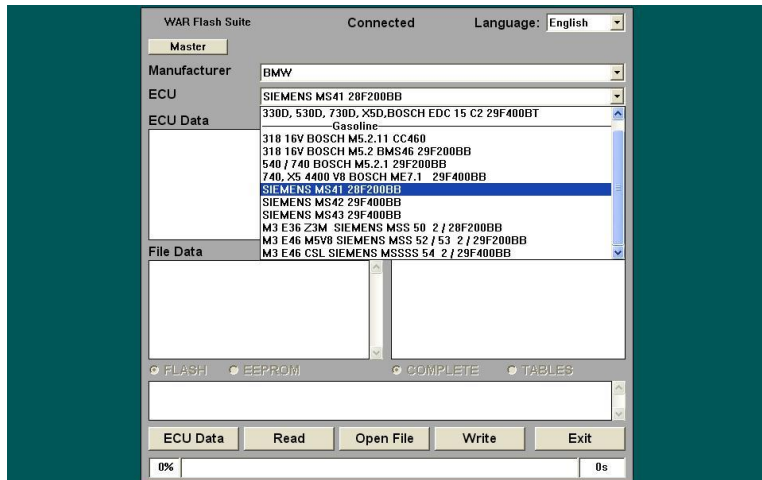 WAR Flash Suite Connected Language: English
Master
Manufacturer BMW
ECU SIEMENS MS41 28F200BB
ECU Data 330D, 530D, 730D, X5D,BOSCH EDC 15 C2 29F400BT
Gasoline
318 16V BOSCH M5.2.11 CC460
318 16V BOSCH M5.2 BMS46 29F200BB
540 / 740 BOSCH M5.2.1 29F200BB
740, X5 4400 V8 BOSCH ME7.1 29F400BB
SIEMENS MS41 28F200BB
SIEMENS MS42 29F400BB
SIEMENS MS43 29F400BB
M3 E36 Z3M SIEMENS MSS 50 2 / 28F200BB
M3 E46 M5V8 SIEMENS MSS 52 / 53 2 / 29F200BB
File Data M3 E46 CSL SIEMENS MSSSS 54 2 / 29F400BB
FLASH EEPROM COMPLETE TABLES
ECU Data Read Open File Write Exit
0% 0s